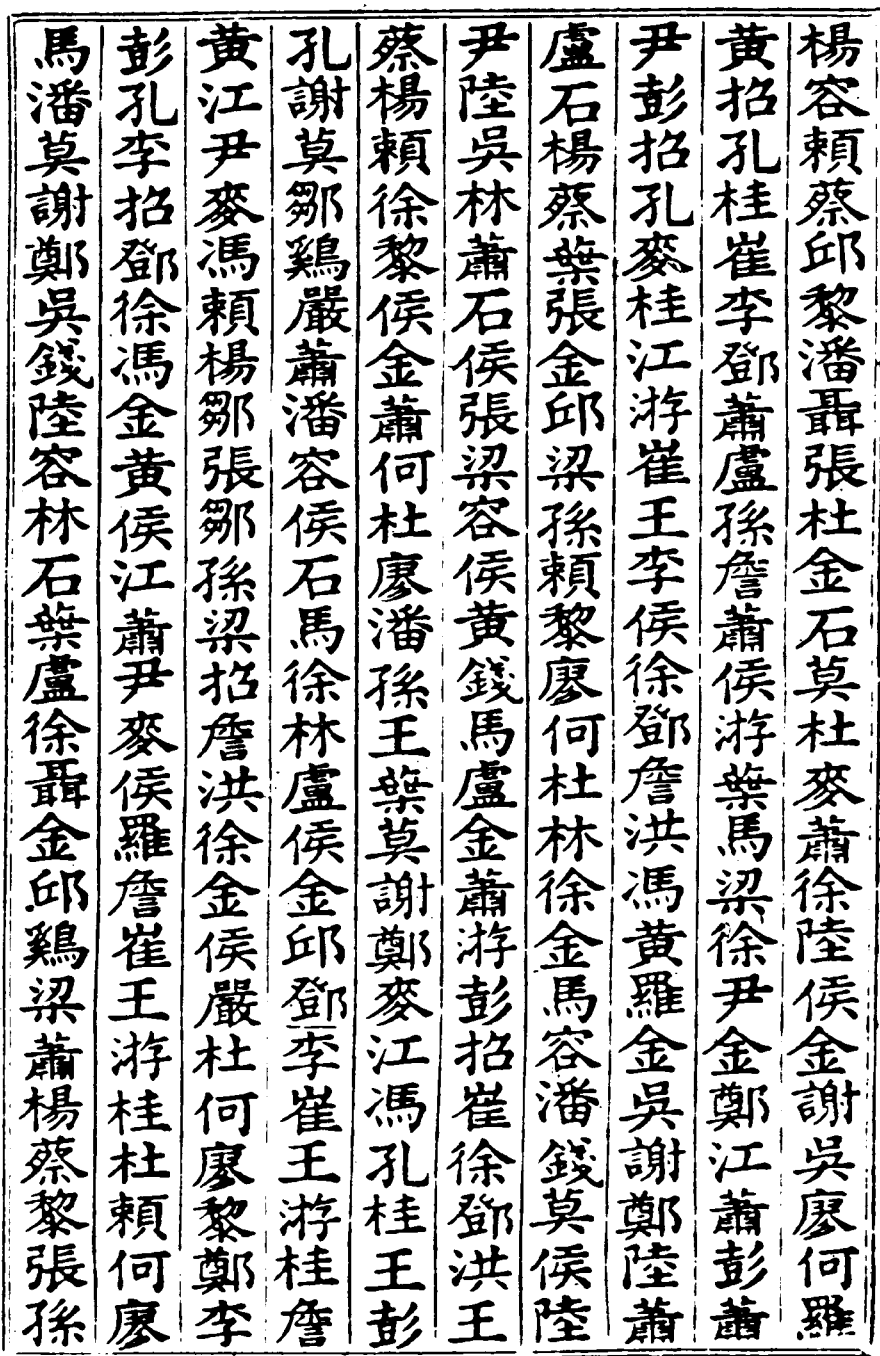 楊容賴蔡邱黎潘聶張杜金石莫杜麥蕭徐陸侯金謝吳廖何羅
黄招孔桂崔李鄧蕭盧孫詹蕭侯游葉馬梁徐尹金鄭江蕭彭蕭
尹彭招孔麥桂江游崔王李侯徐鄧詹洪馮黄羅金吳謝鄭陸蕭
盧石楊蔡葉張金邱梁孫賴黎廖何杜林徐金馬容潘錢莫侯陸
尹陸吳林蕭石侯張梁容侯黄錢馬盧金蕭游彭招崔徐鄧洪王
蔡楊賴徐黎侯金蕭何杜廖潘孫王葉莫謝鄭麥江馮孔桂王彭
孔謝莫鄒鷄嚴蕭潘容侯石馬徐林盧侯金邱鄧李崔王游桂詹
黄江尹麥馮賴楊鄒張鄒孫梁招詹洪徐金侯嚴杜何廖黎鄭李
彭孔李招鄧徐馮金黄侯江蕭尹麥侯羅詹崔王游桂杜賴何廖
馬潘莫謝鄭吳錢陸容林石葉盧徐聶金邱鷄梁蕭楊蔡黎張孫